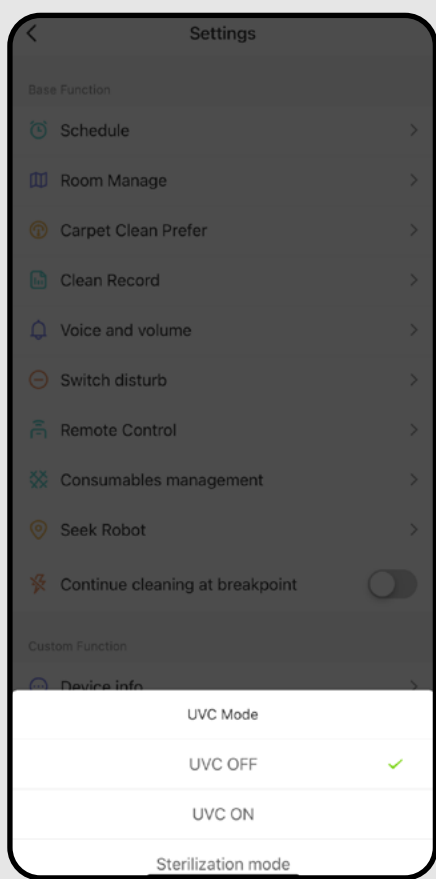 Settings
Base Function
Schedule
Room Manage
Carpet Clean Prefer
Clean Record
Voice and volume
Switch disturb
Remote Control
Consumables management
Seek Robot
Continue cleaning at breakpoint
Custom Function
Device info
UVC Mode
UVC OFF
UVC ON
Sterilization mode